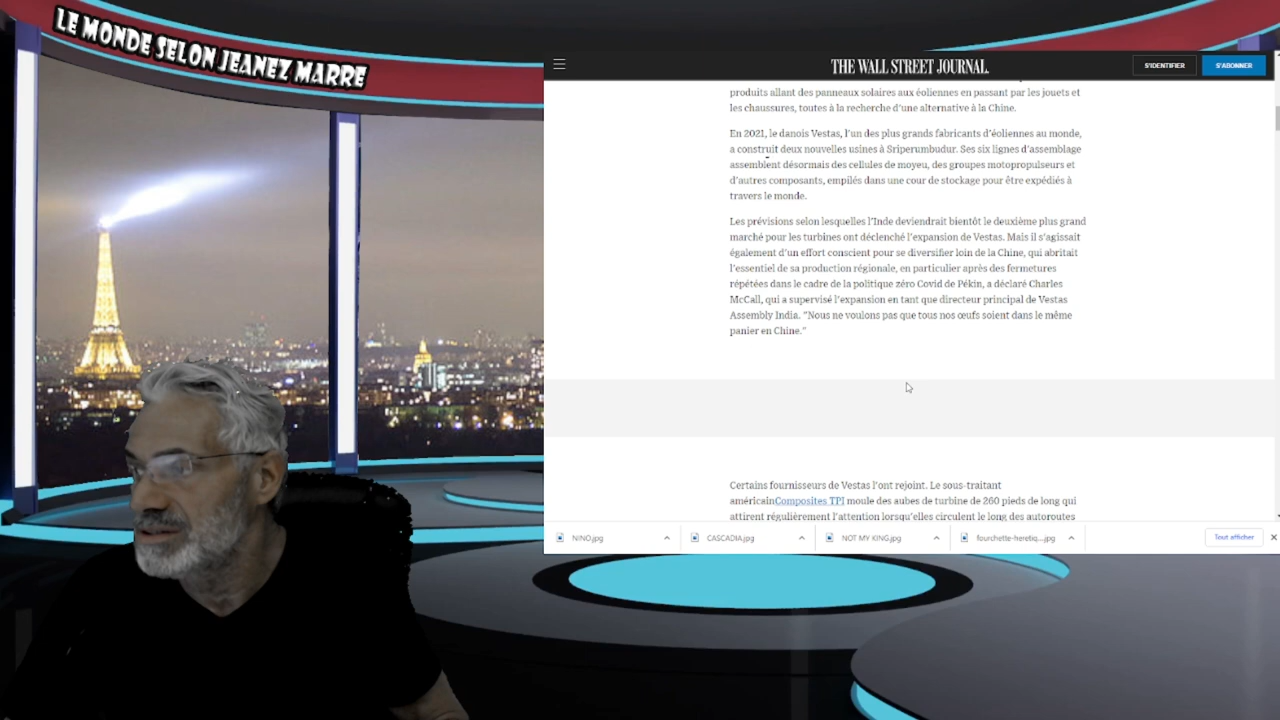 LE MONDE SELON JEANEZ MARRE
THE WALL STREET JOURNAL.
S'IDENTIFIER
S'ABONNER
produits allant des panneaux solaires aux éoliennes en passant par les jouets et
les chaussures, toutes à la recherche d'une alternative à la Chine.
En 2021, le danois Vestas, l'un des plus grands fabricants d'éoliennes au monde,
a construit deux nouvelles usines à Sriperumbudur. Ses six lignes d'assemblage
assemblent désormais des cellules de moyeu, des groupes motopropulseurs et
d'autres composants, empilés dans une cour de stockage pour être expédiés à
travers le monde.
Les prévisions selon lesquelles l'Inde deviendrait bientôt le deuxième plus grand
marché pour les turbines ont déclenché l'expansion de Vestas. Mais il s'agissait
également d'un effort conscient pour se diversifier loin de la Chine, qui abritait
l'essentiel de sa production régionale, en particulier après des fermetures
répétées dans le cadre de la politique zéro Covid de Pékin, a déclaré Charles
McCall, qui a supervisé l'expansion en tant que directeur principal de Vestas
Assembly India. "Nous ne voulons pas que tous nos œufs soient dans le même
panier en Chine."
Certains fournisseurs de Vestas l'ont rejoint. Le sous-traitant
américainComposites TPI moule des aubes de turbine de 260 pieds de long qui
attirent régulièrement l'attention lorsqu'elles circulent le long des autoroutes
NINO.jpg
CASCADIA.jpg
NOT MY KING.jpg
fourchette-heretiq....jpg
Tout afficher